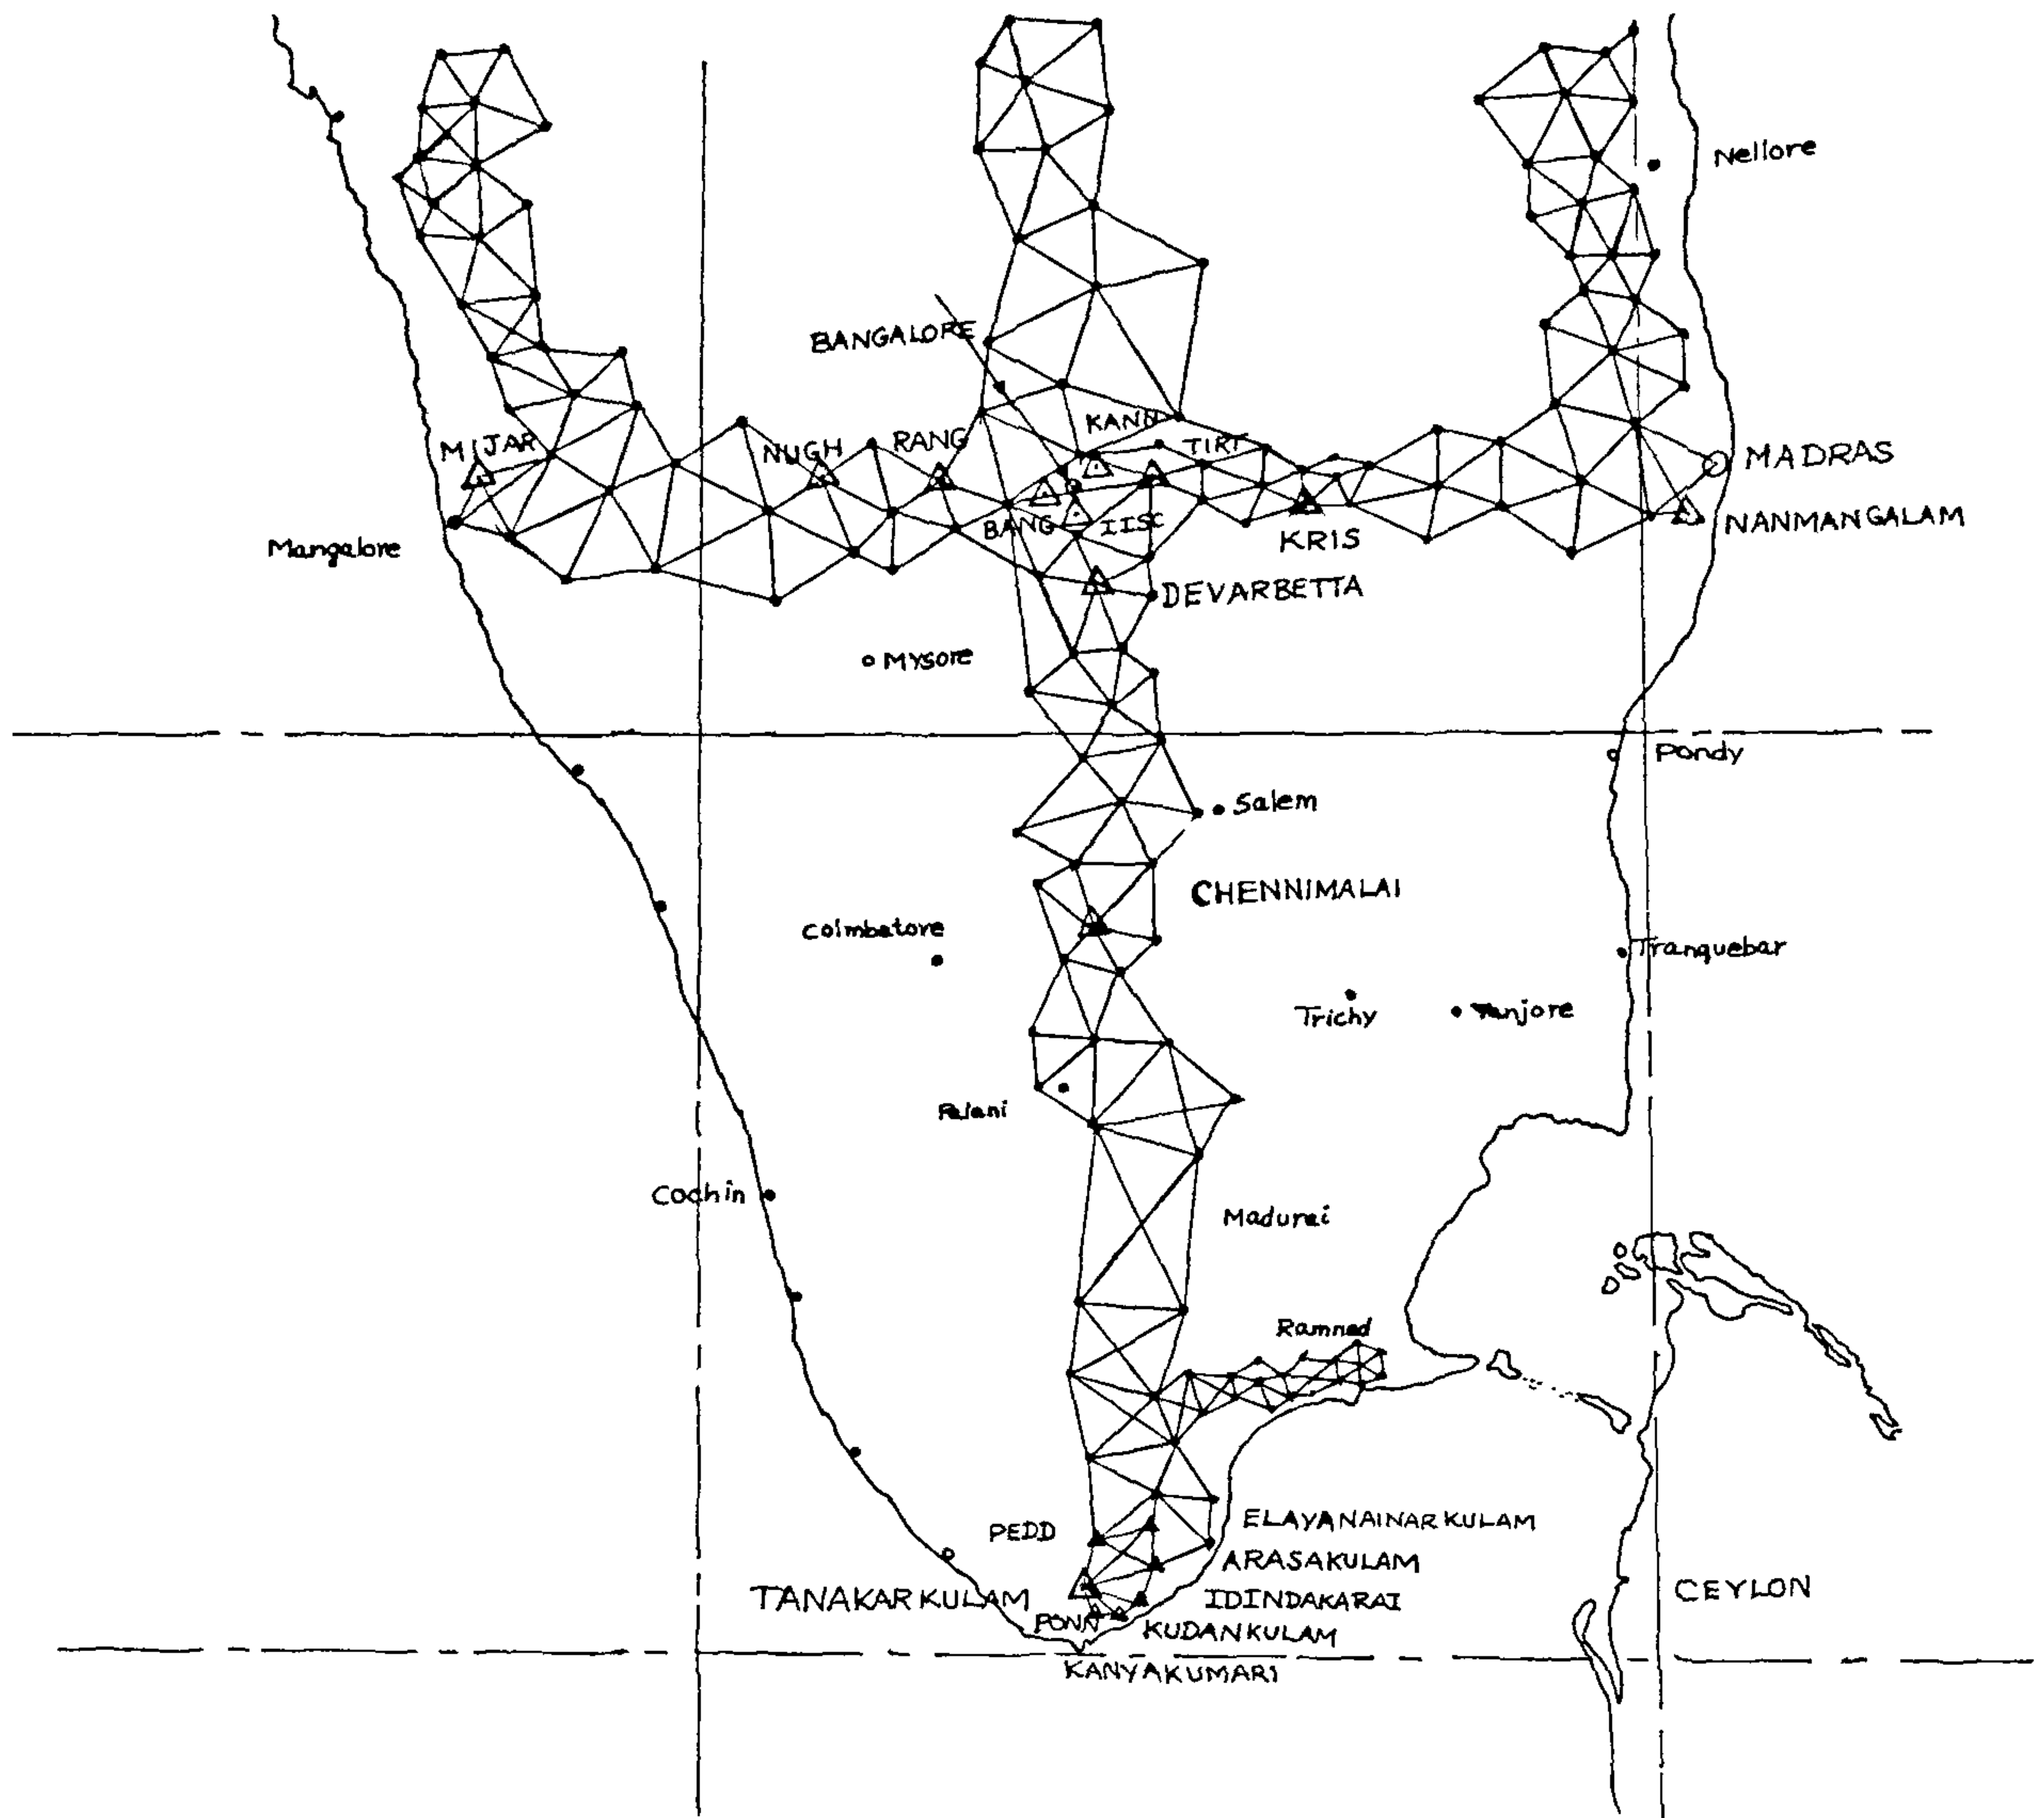 Nellore
BANGALORE
KANN
MIJAR
NUGH
RANG
TIRT
MADRAS
BANG
IISC
NANMANGALAM
KRIS
Mangalore
DEVARBETTA
Mysore
Pondy
Salem
CHENNIMALAI
Coimbatore
Tranquebar
Trichy
Tanjore
Palani
Cochin
Madurai
Ramnad
PEDD
ELAYANAINARKULAM
ARASAKULAM
TANAKARKULAM
IDINDAKARAI
CEYLON
PONN
KUDANKULAM
KANYAKUMARI